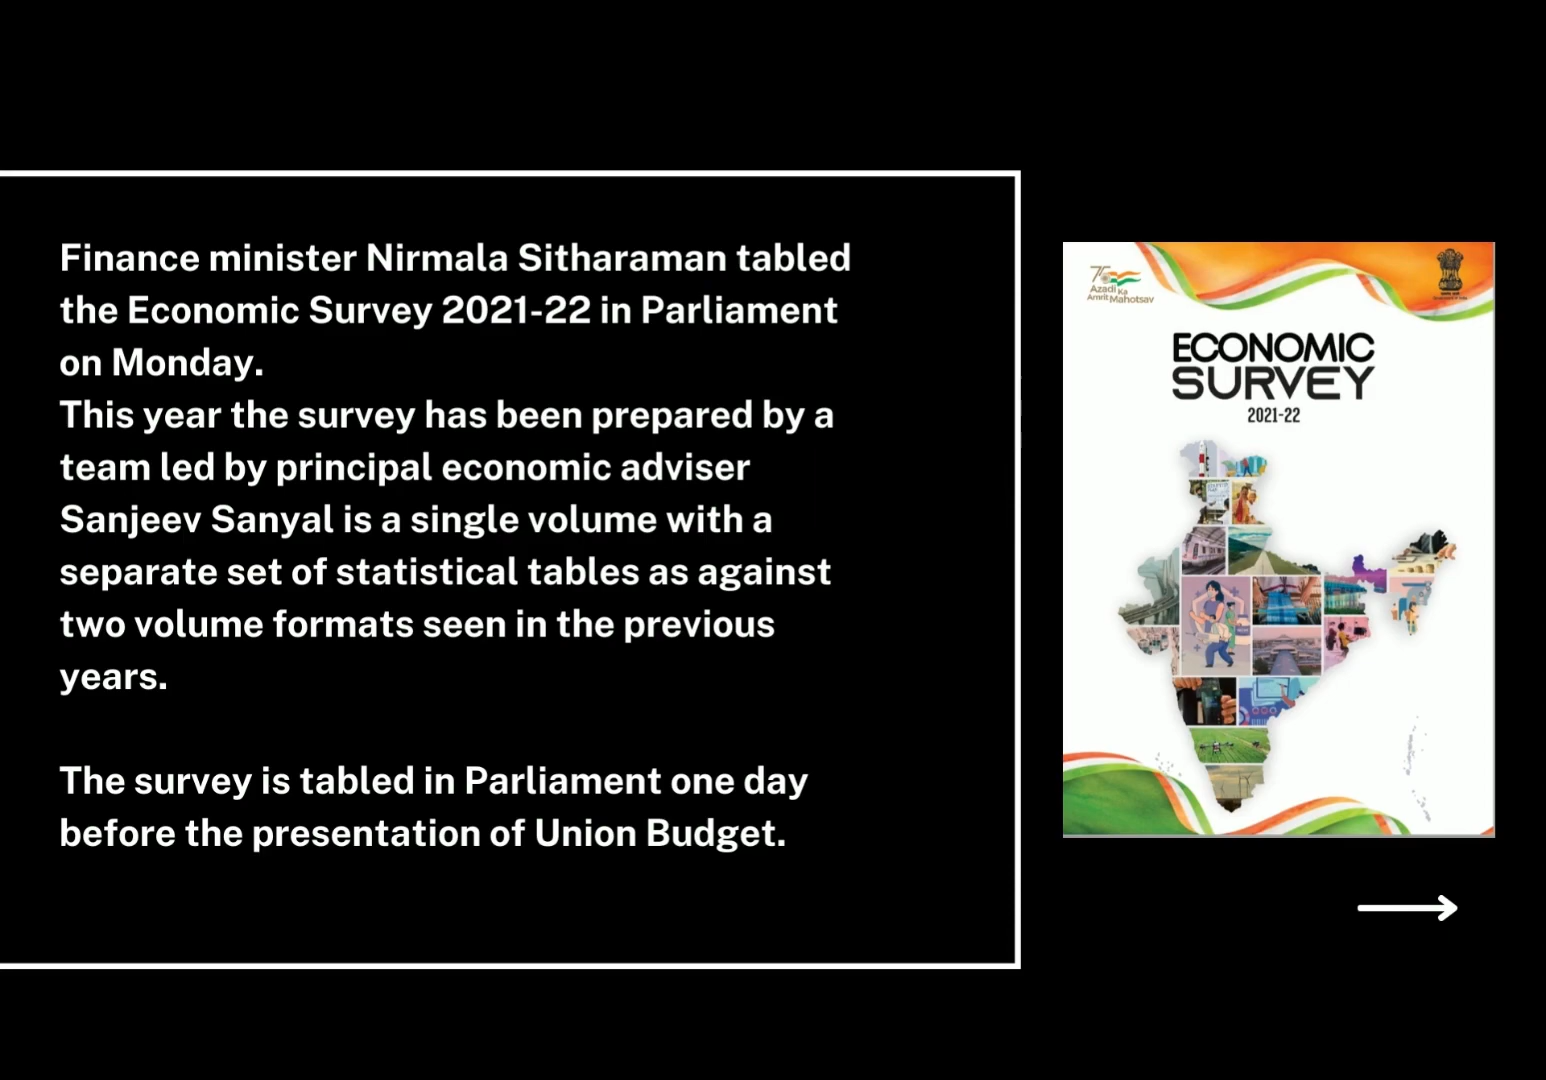 Finance minister Nirmala Sitharaman tabled
the Economic Survey 2021-22 in Parliament
on Monday.
This year the survey has been prepared by a
team led by principal economic adviser
Sanjeev Sanyal is a single volume with a
separate set of statistical tables as against
two volume formats seen in the previous
years.
The survey is tabled in Parliament one day
before the presentation of Union Budget.
75
Azadi Ka
Amrit Mahotsav
ECONOMIC
SURVEY
2021-22